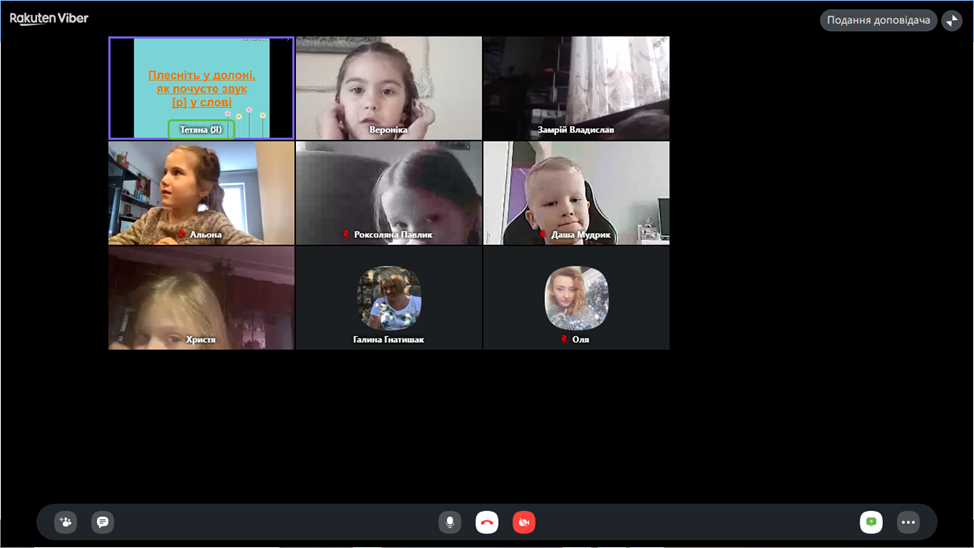 Rakuten Viber
Подання доповідача
Плесніть у долоні,
як почуєте звук
[р] у слові
Тетяна (Я)
Вероніка
Замрій Владислав
Альона
Роксоляна Павлик
Даша Мудрик
Христя
Галина Гнатишак
Оля